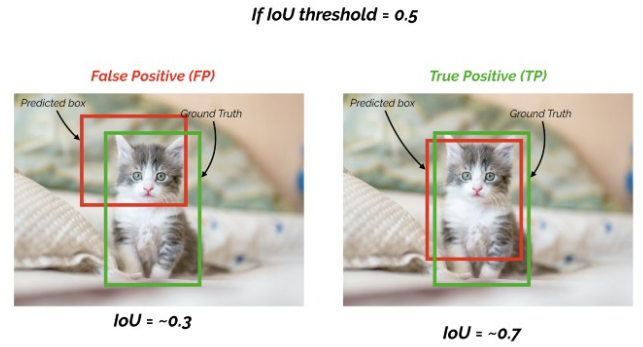 If IoU threshold = 0.5
False Positive (FP)
True Positive (TP)
Predicted box
Ground Truth
Predicted box
Ground Truth
IoU = ~0.3
IoU = ~0.7